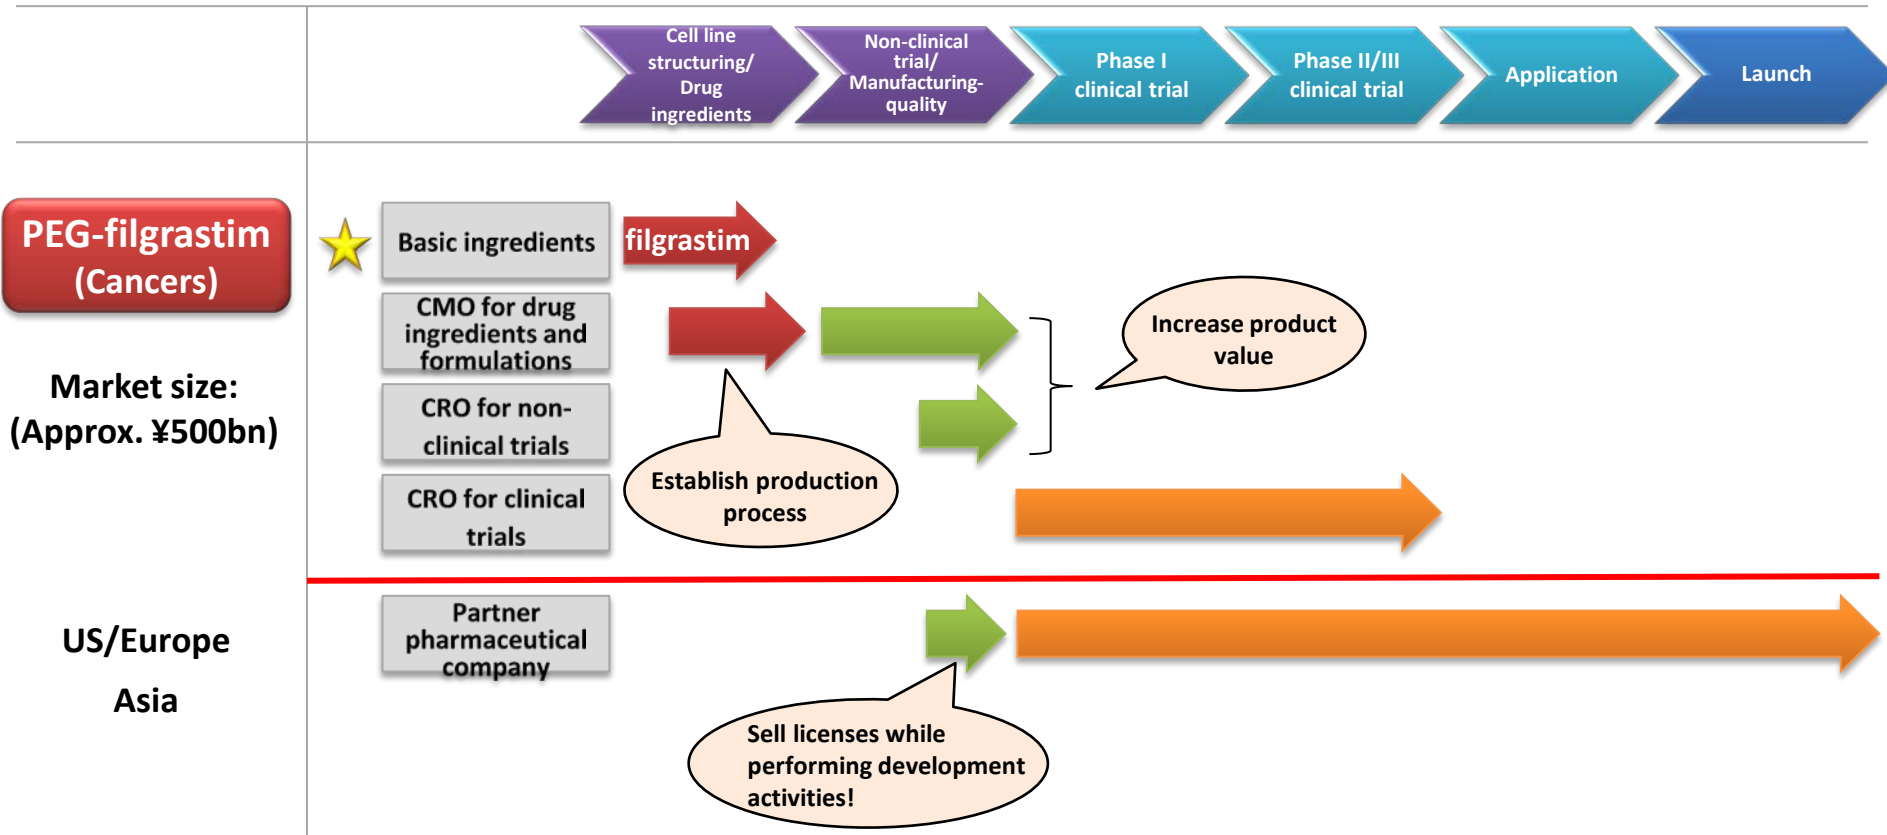 Cell line
structuring/
Drug
ingredients
Non-clinical
trial/
Manufacturing-
quality
Phase I
clinical trial
Phase II/III
clinical trial
Application
Launch
PEG-filgrastim
(Cancers)
Market size:
(Approx. ¥500bn)
Basic ingredients
filgrastim
CMO for drug
ingredients and
formulations
Increase product
value
CRO for non-
clinical trials
Establish production
process
CRO for clinical
trials
US/Europe
Asia
Partner
pharmaceutical
company
Sell licenses while
performing development
activities!